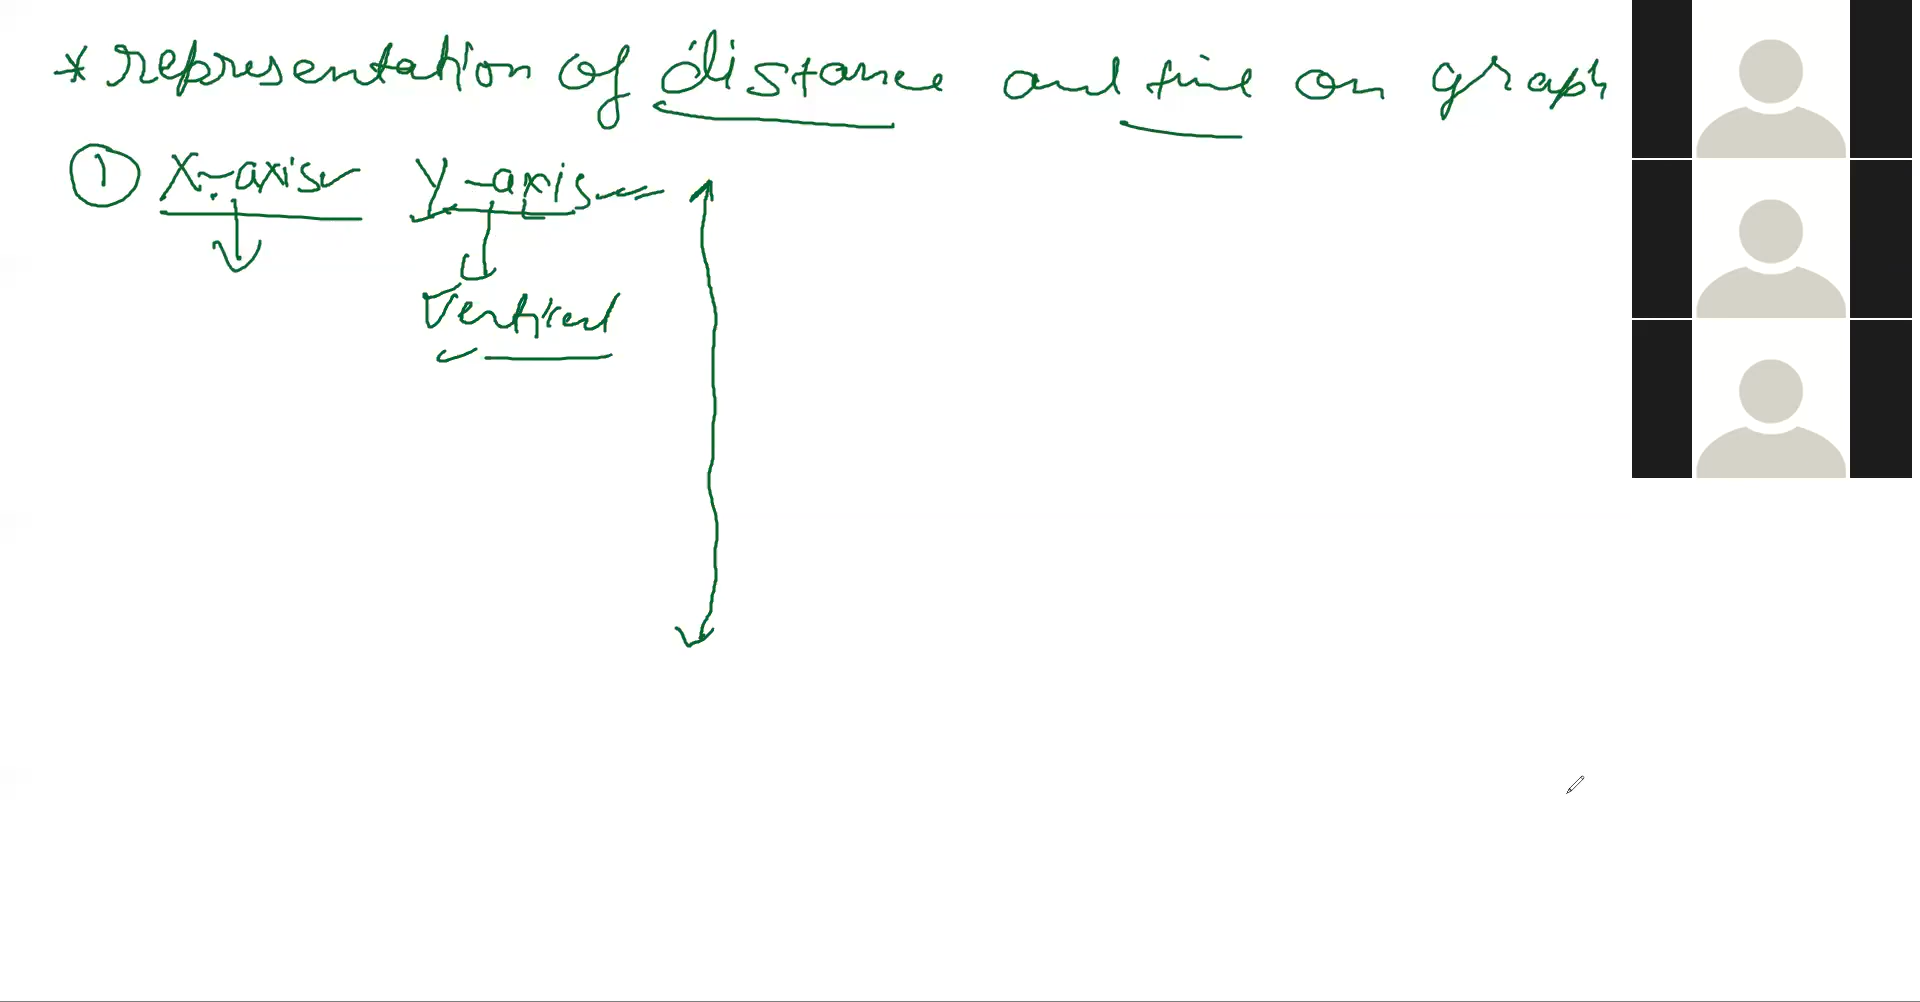 * representation of distance and time on graph
① X-axis Y-axis
Vertical